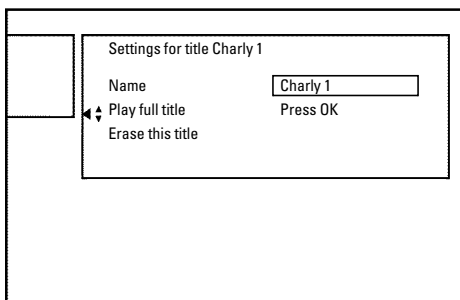 Settings for title Charly 1
Name Charly 1
Play full title Press OK
Erase this title